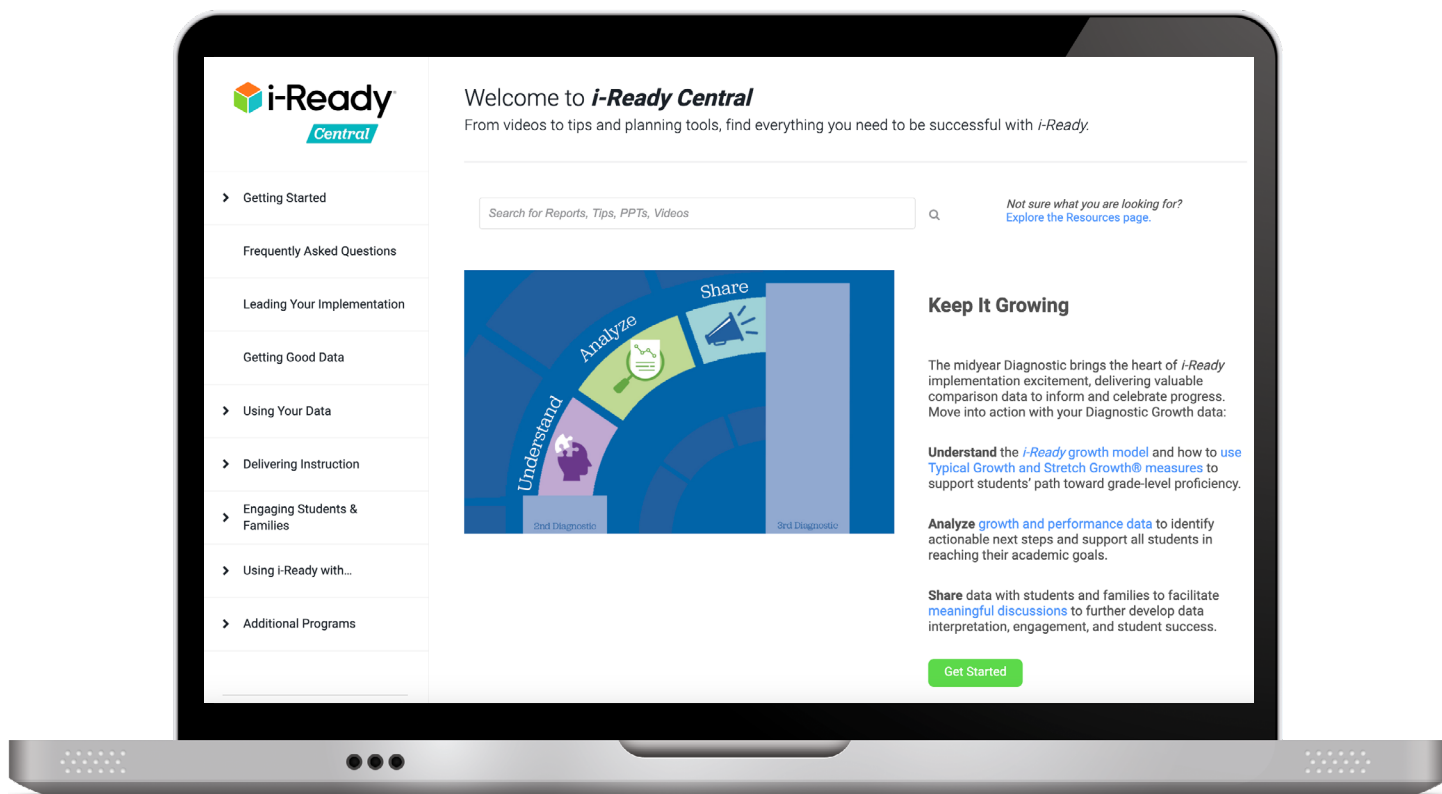 i-Ready
Central
Getting Started
Frequently Asked Questions
Leading Your Implementation
Getting Good Data
Using Your Data
Delivering Instruction
Engaging Students &
Families
Using i-Ready with...
Additional Programs
Welcome to i-Ready Central
From videos to tips and planning tools, find everything you need to be successful with i-Ready.
Search for Reports, Tips, PPTs, Videos
Not sure what you are looking for?
Explore the Resources page.
Understand
Analyze
Share
2nd Diagnostic
3rd Diagnostic
Keep It Growing
The midyear Diagnostic brings the heart of i-Ready
implementation excitement, delivering valuable
comparison data to inform and celebrate progress.
Move into action with your Diagnostic Growth data:
Understand the i-Ready growth model and how to use
Typical Growth and Stretch Growth® measures to
support students' path toward grade-level proficiency.
Analyze growth and performance data to identify
actionable next steps and support all students in
reaching their academic goals.
Share data with students and families to facilitate
meaningful discussions to further develop data
interpretation, engagement, and student success.
Get Started